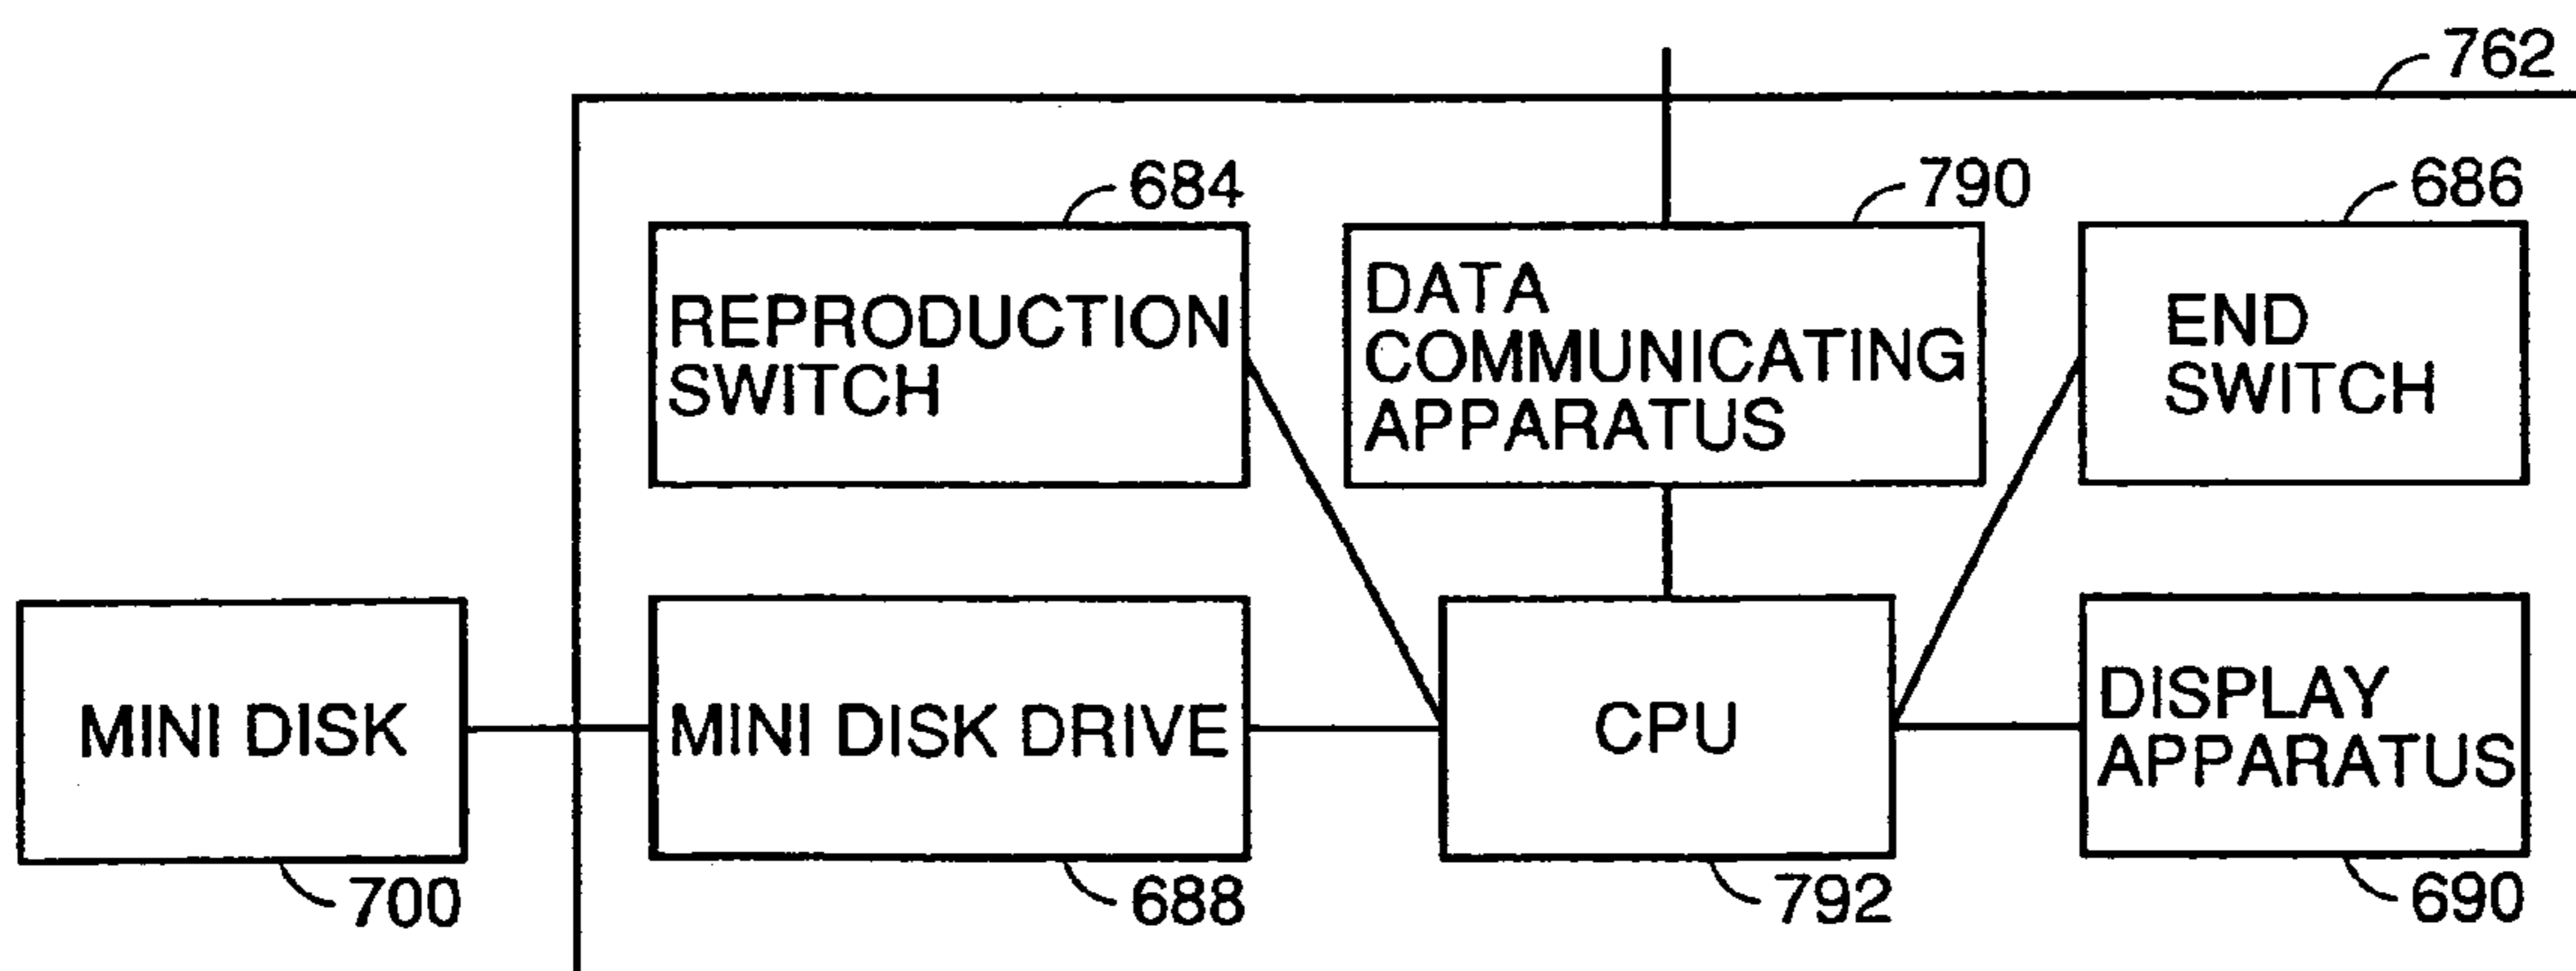 762
684
790
686
REPRODUCTION
SWITCH
DATA
COMMUNICATING
APPARATUS
END
SWITCH
MINI DISK
MINI DISK DRIVE
CPU
DISPLAY
APPARATUS
700
688
792
690